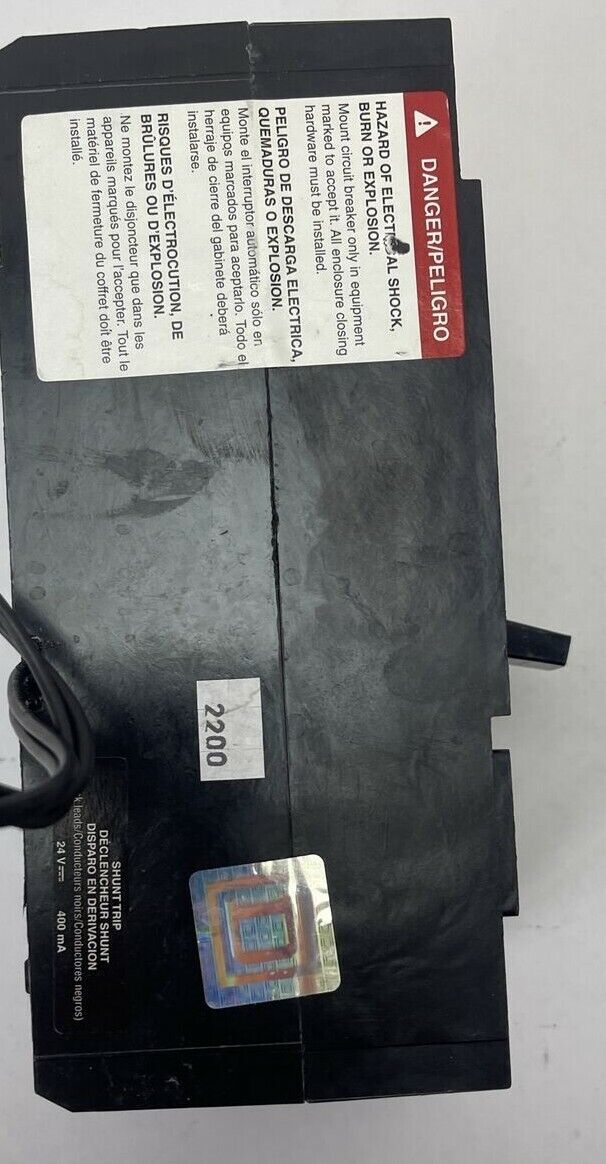 DANGER/PELIGRO
HAZARD OF ELECTRICAL SHOCK,
BURN OR EXPLOSION.
Mount circuit breaker only in equipment
marked to accept it. All enclosure closing
hardware must be installed.
PELIGRO DE DESCARGA ELECTRICA,
QUEMADURAS O EXPLOSION.
Monte el interruptor automático sólo en
equipos marcados para aceptarlo. Todo el
herraje de cierre del gabinete deberá
instalarse.
RISQUES D'ÉLECTROCUTION, DE
BRÛLURES OU D'EXPLOSION.
Ne montez le disjoncteur que dans les
appareils marqués pour l'accepter. Tout le
matériel de fermeture du coffret doit être
installé.
2200
SHUNT TRIP
DÉCLENCHEUR SHUNT
DISPARO EN DERIVACION
leads/Conducteurs noirs/Conductores negros)
24 V 400 mA